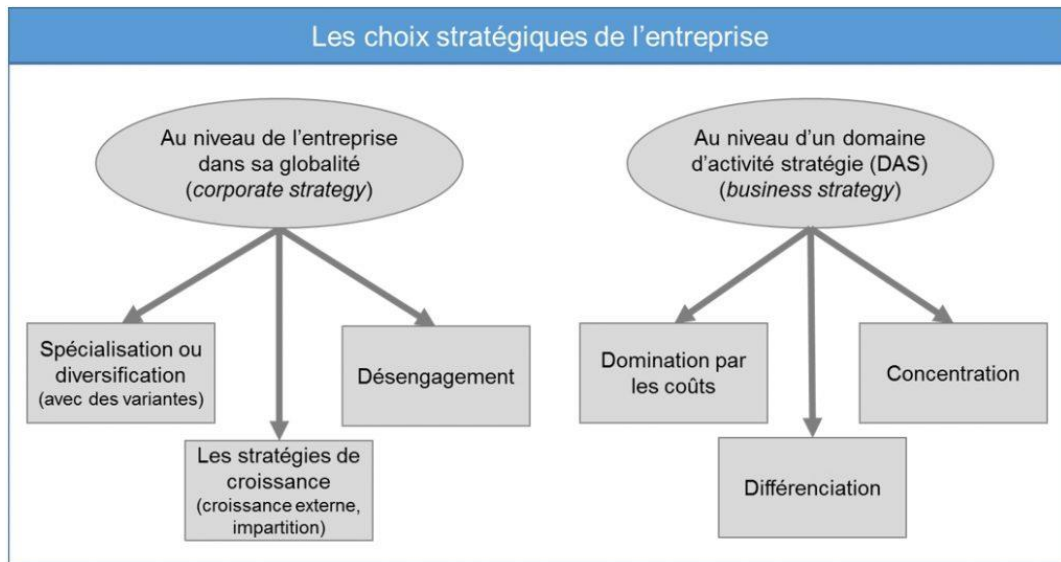 Les choix stratégiques de l'entreprise
Au niveau de l'entreprise
dans sa globalité
(corporate strategy)
Au niveau d'un domaine
d'activité stratégie (DAS)
(business strategy)
Spécialisation ou
diversification
(avec des variantes)
Désengagement
Les stratégies de
croissance
(croissance externe,
impartition)
Domination par
les coûts
Concentration
Différenciation